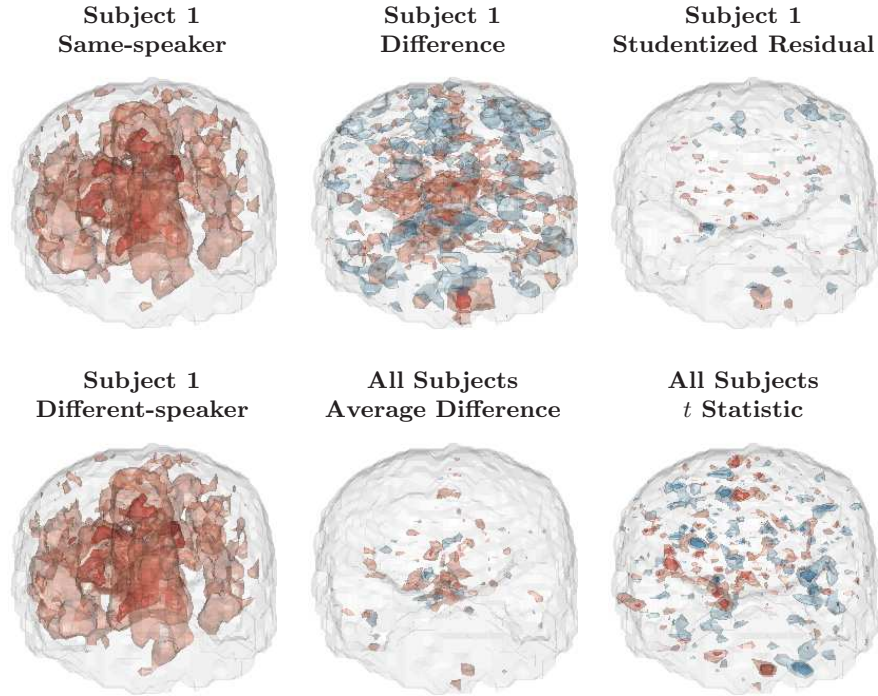 Subject 1
Same-speaker
Subject 1
Difference
Subject 1
Studentized Residual
Subject 1
Different-speaker
All Subjects
Average Difference
All Subjects
t Statistic